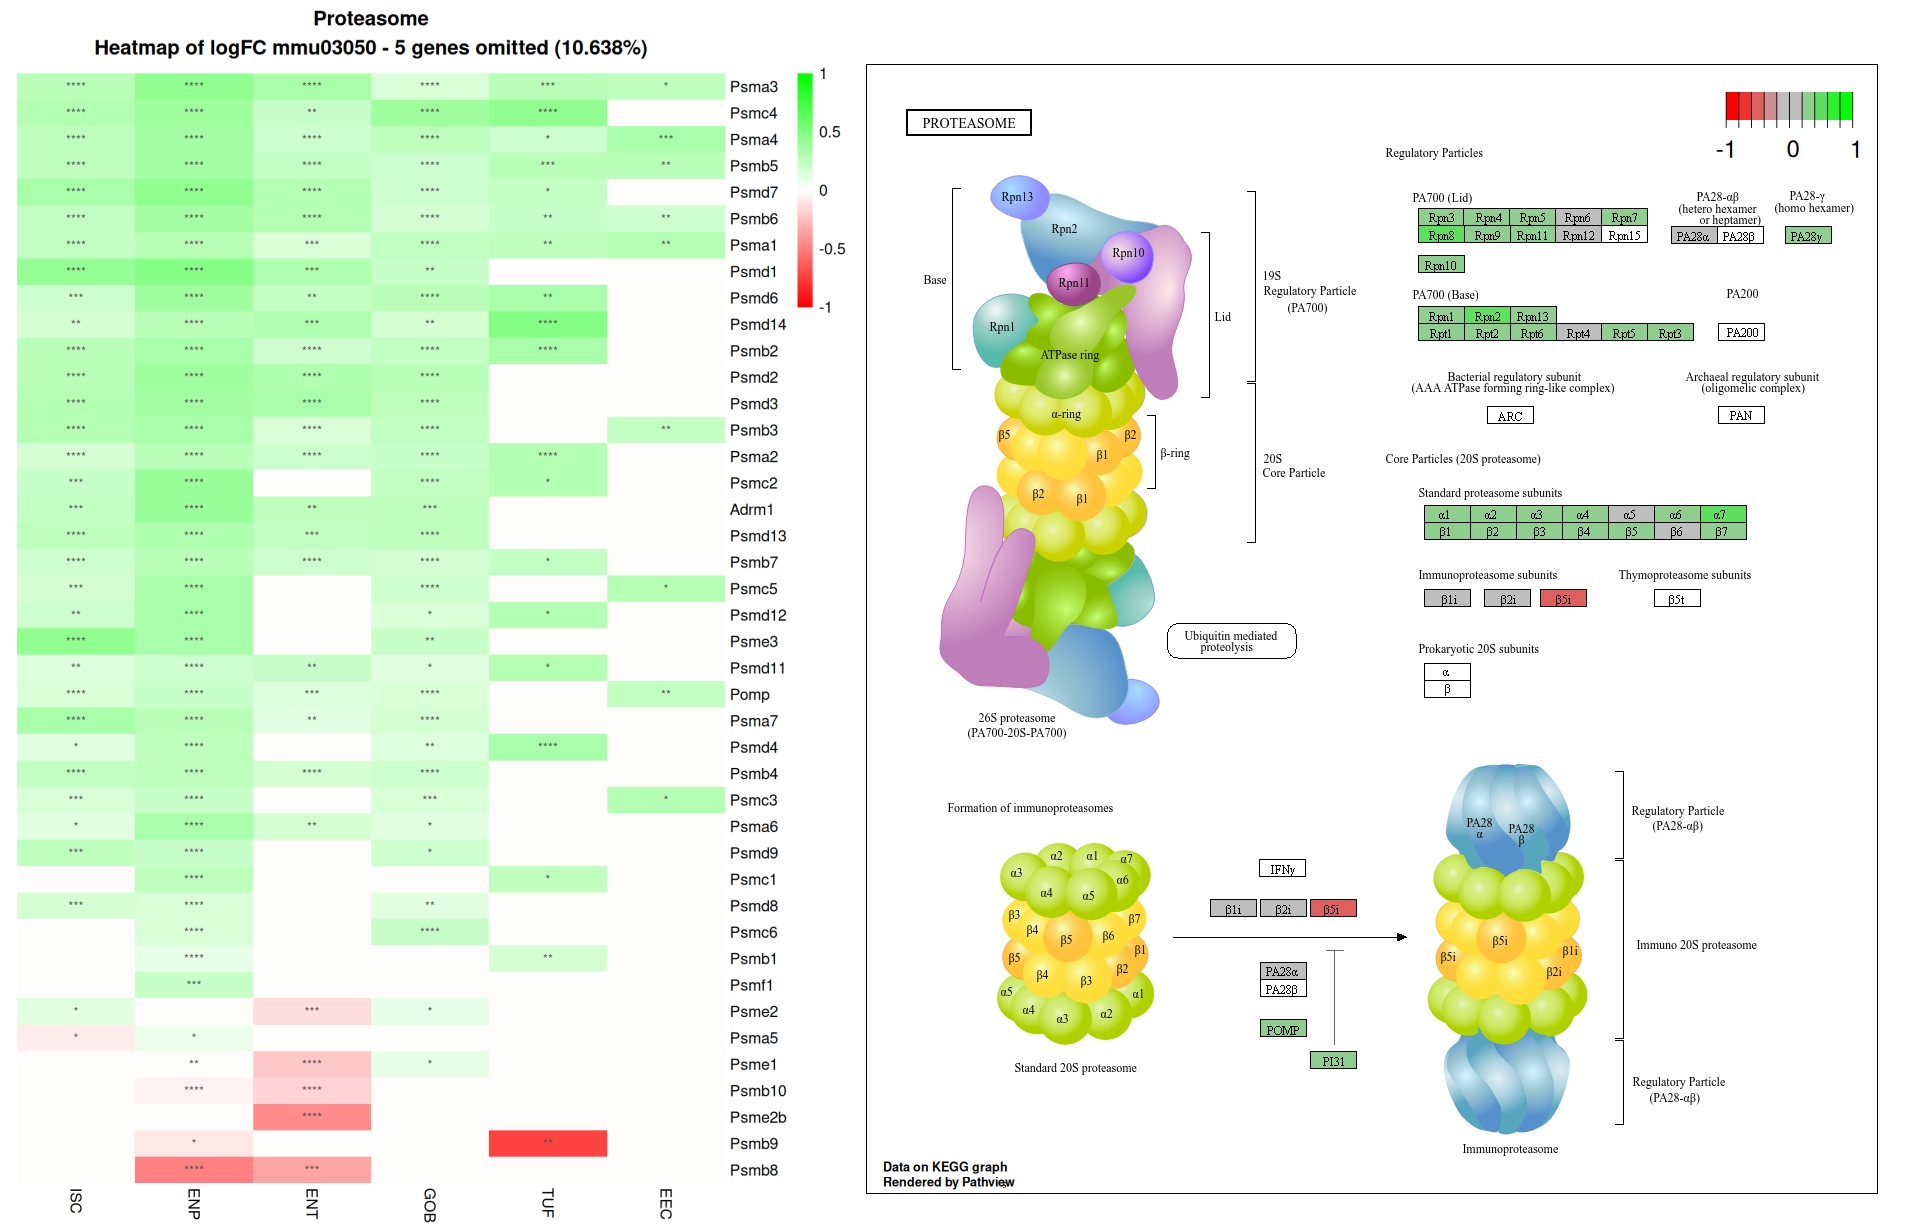 Proteasome
Heatmap of logFC mmu03050 - 5 genes omitted (10.638%)
**** **** **** **** *** * Psma3
**** **** ** **** **** Psmc4
**** **** **** **** * *** Psma4
**** **** **** **** *** ** Psmb5
**** **** **** **** * Psmd7
**** **** **** **** ** ** Psmb6
**** **** *** **** ** ** Psma1
**** **** *** ** Psmd1
*** **** ** **** ** Psmd6
** **** *** ** **** Psmd14
**** **** **** **** **** Psmb2
**** **** **** **** Psmd2
**** **** **** **** Psmd3
**** **** **** **** ** Psmb3
**** **** **** **** **** Psma2
*** **** **** * Psmc2
*** **** ** *** Adrm1
**** **** *** **** Psmd13
**** **** **** **** * Psmb7
*** **** **** * Psmc5
** **** * * Psmd12
**** **** ** Psme3
** **** ** * * Psmd11
**** **** *** **** ** Pomp
**** **** ** **** Psma7
* **** ** **** Psmd4
**** **** **** **** Psmb4
*** **** *** * Psmc3
* **** ** * Psma6
*** **** * Psmd9
**** * Psmc1
*** **** ** Psmd8
**** **** Psmc6
**** ** Psmb1
*** Psmf1
* *** * Psme2
* * Psma5
** **** * Psme1
**** **** Psmb10
**** Psme2b
* ** Psmb9
**** *** Psmb8
ISC ENP ENT GOB TUF EEC
1
0.5
0
-0.5
-1
PROTEASOME
-1 0 1
Rpn13
Rpn2
Rpn10
Rpn11
Rpn1
ATPase ring
α-ring
β5 β2
β1
β2 β1
Base
Lid
19S
Regulatory Particle
(PA700)
β-ring
20S
Core Particle
26S proteasome
(PA700-20S-PA700)
Ubiquitin mediated
proteolysis
Regulatory Particles
PA700 (Lid)
Rpn3 Rpn4 Rpn5 Rpn6 Rpn7
Rpn8 Rpn9 Rpn11 Rpn12 Rpn15
Rpn10
PA28-αβ
(hetero hexamer
or heptamer)
PA28α PA28β
PA28-γ
(homo hexamer)
PA28γ
PA700 (Base)
Rpn1 Rpn2 Rpn13
Rpt1 Rpt2 Rpt6 Rpt4 Rpt5 Rpt3
PA200
PA200
Bacterial regulatory subunit
(AAA ATPase forming ring-like complex)
ARC
Archaeal regulatory subunit
(oligomelic complex)
PAN
Core Particles (20S proteasome)
Standard proteasome subunits
α1 α2 α3 α4 α5 α6 α7
β1 β2 β3 β4 β5 β6 β7
Immunoproteasome subunits
β1i β2i β5i
Thymoproteasome subunits
β5t
Prokaryotic 20S subunits
α
β
Formation of immunoproteasomes
α2 α1 α7
α3 α6
α4 α5
β3 β7
β4 β5 β6
β5 β1
β4 β3 β2
α5 α1
α4 α3 α2
Standard 20S proteasome
IFNγ
β1i β2i β5i
PA28α
PA28β
POMP
PI31
PA28
α
PA28
β
β5i
β5i β1i
β2i
Immunoproteasome
Regulatory Particle
(PA28-αβ)
Immuno 20S proteasome
Regulatory Particle
(PA28-αβ)
Data on KEGG graph
Rendered by Pathview